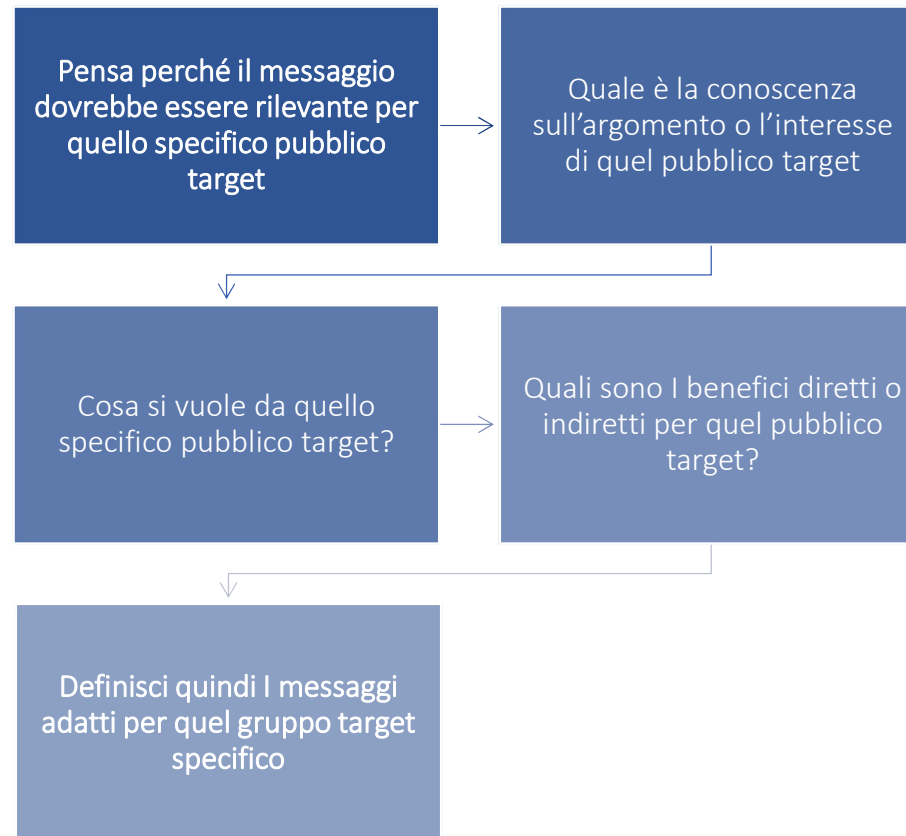 Pensa perché il messaggio
dovrebbe essere rilevante per
quello specifico pubblico
target
Quale è la conoscenza
sull’argomento o l’interesse
di quel pubblico target
Cosa si vuole da quello
specifico pubblico target?
Quali sono I benefici diretti o
indiretti per quel pubblico
target?
Definisci quindi I messaggi
adatti per quel gruppo target
specifico